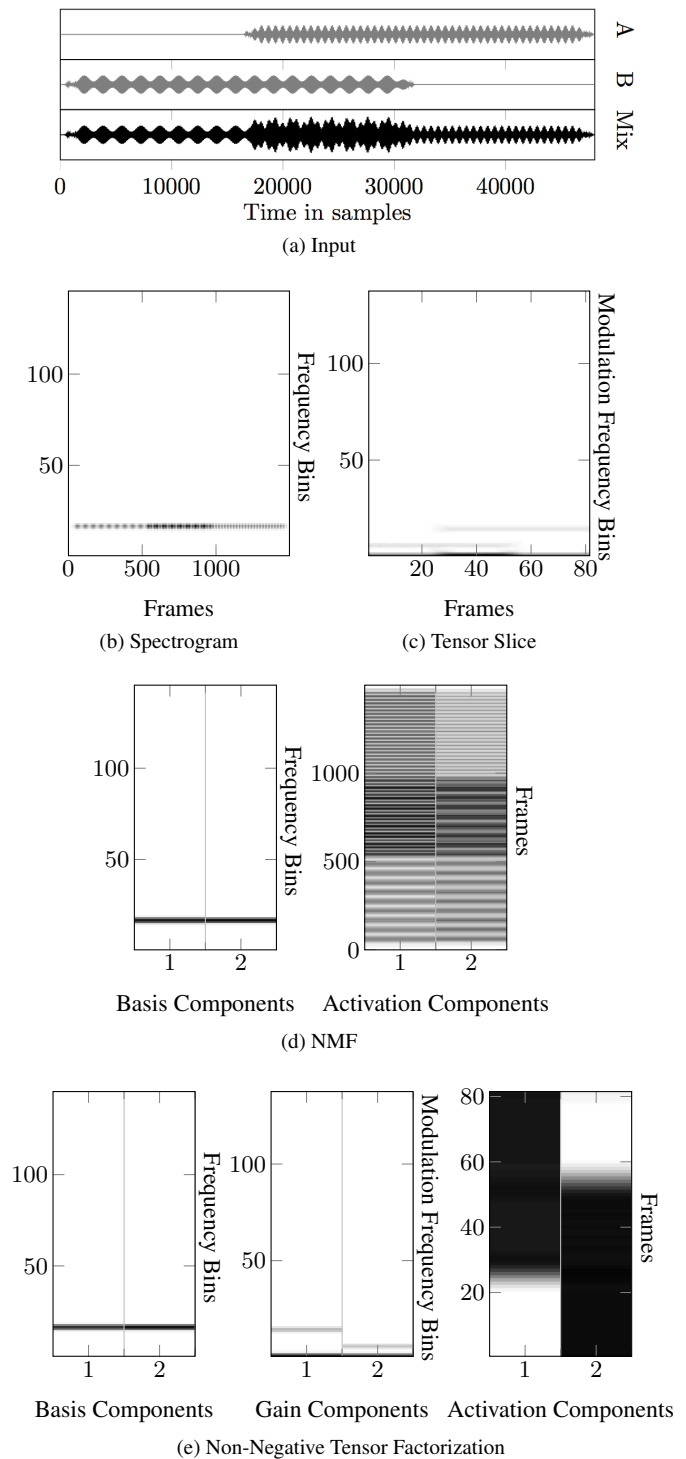 A
B
Mix
0 10000 20000 30000 40000
Time in samples
(a) Input
100
50
0 500 1000
Frequency Bins
Frames
(b) Spectrogram
100
50
20 40 60 80
Modulation Frequency Bins
Frames
(c) Tensor Slice
100
50
1 2
Frequency Bins
Basis Components
1000
500
0
1 2
Frames
Activation Components
(d) NMF
100
50
1 2
Frequency Bins
Basis Components
100
50
1 2
Modulation Frequency Bins
Gain Components
80
60
40
20
1 2
Frames
Activation Components
(e) Non-Negative Tensor Factorization